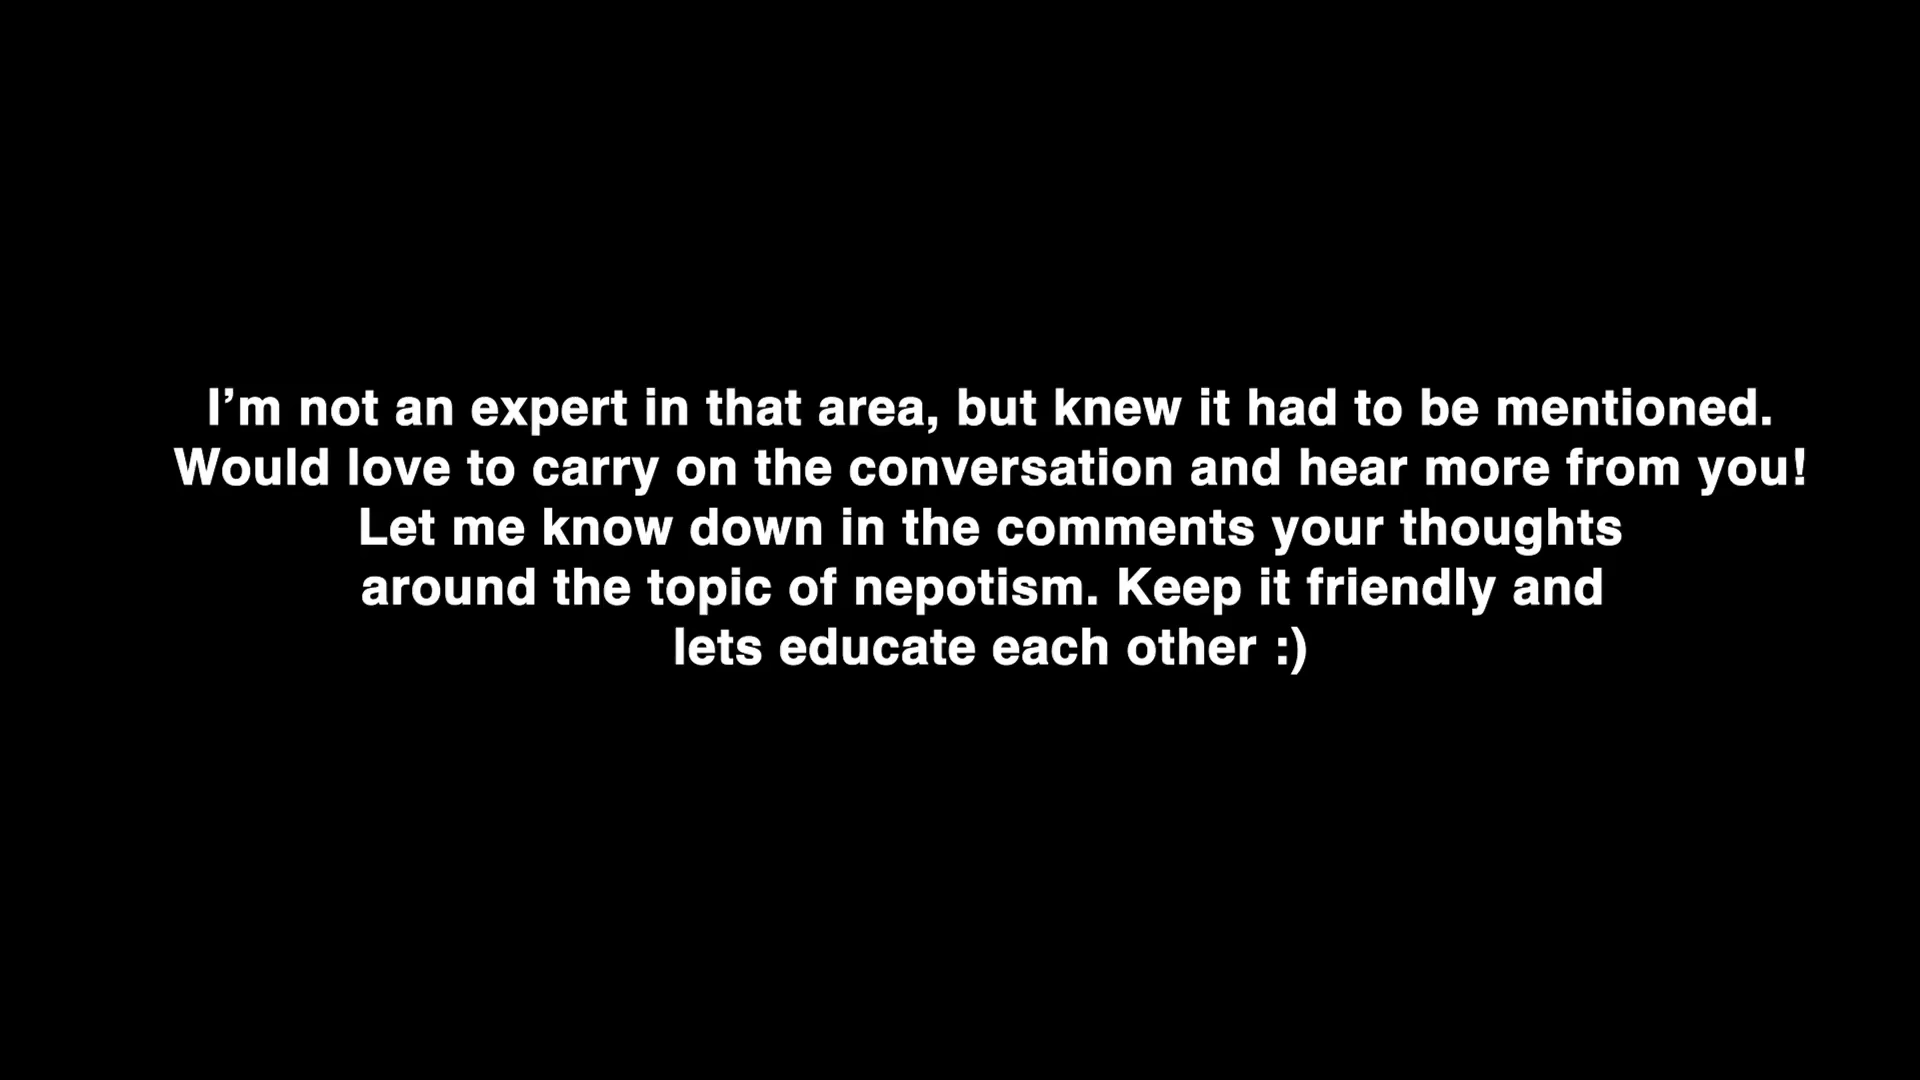 I’m not an expert in that area, but knew it had to be mentioned.
Would love to carry on the conversation and hear more from you!
Let me know down in the comments your thoughts
around the topic of nepotism. Keep it friendly and
lets educate each other :)